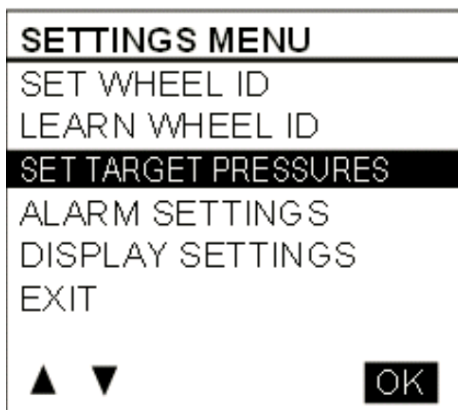 SETTINGS MENU
SET WHEEL ID
LEARN WHEEL ID
SET TARGET PRESSURES
ALARM SETTINGS
DISPLAY SETTINGS
EXIT
▲ ▼ OK